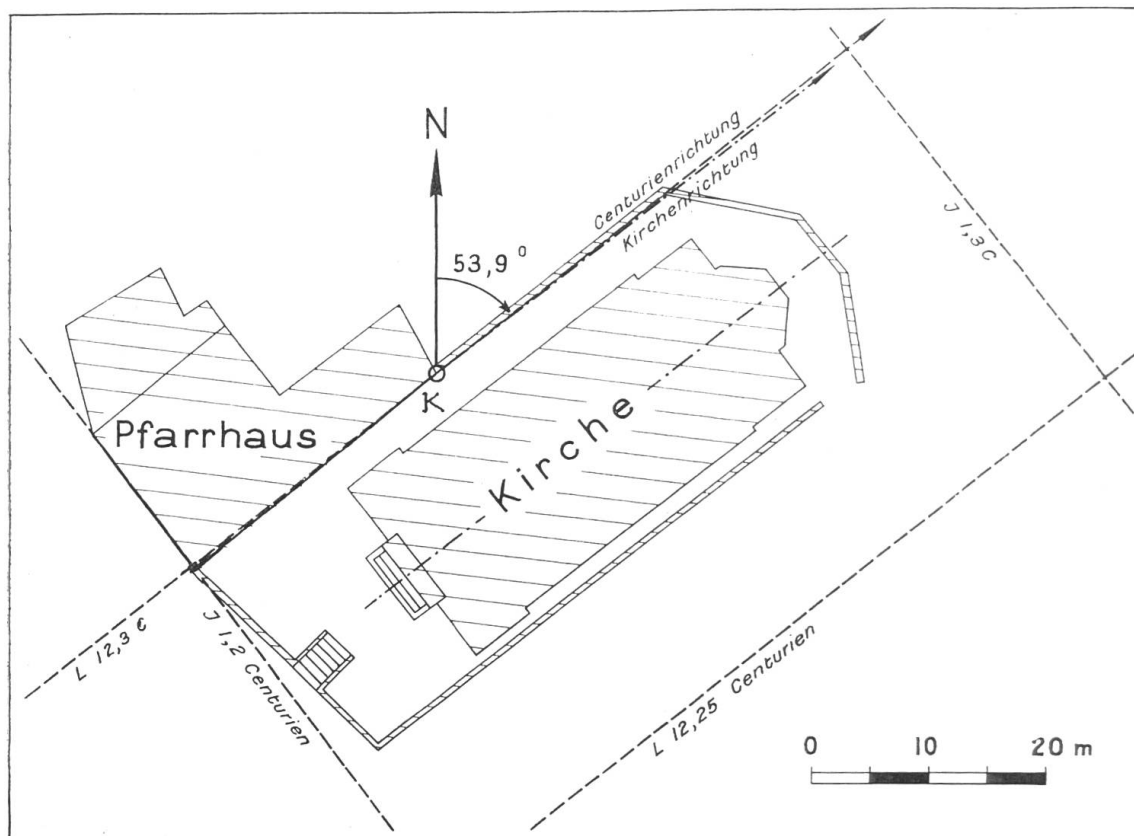 N
Centurienrichtung
Kirchenrichtung
53,9°
J 1,3 C
K
Pfarrhaus
Kirche
L 12,3 C
J 1,2 Centurien
L 12,25 Centurien
0 10 20 m